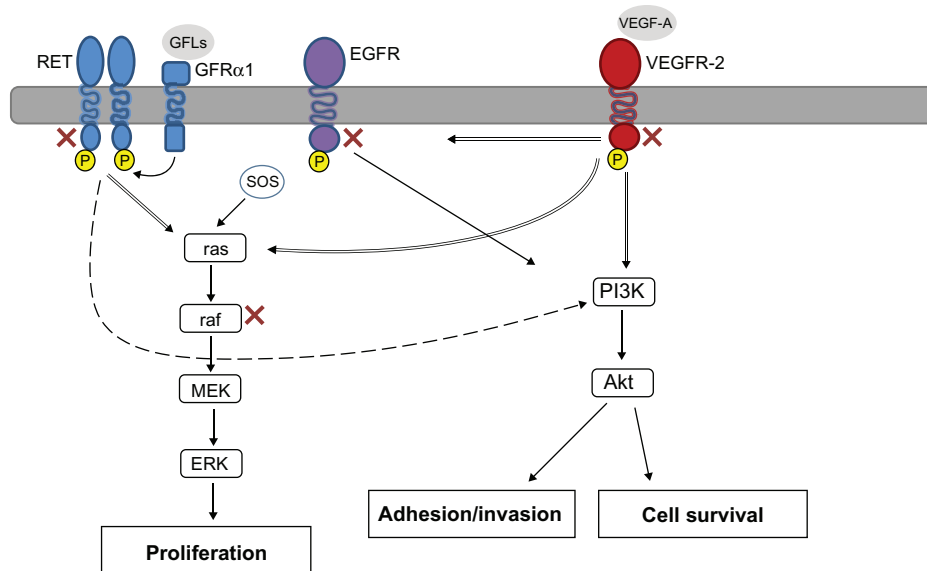 VEGF-A
GFLs
RET
GFRα1
EGFR
VEGFR-2
P
P
P
P
SOS
ras
PI3K
raf
Akt
MEK
ERK
Adhesion/invasion
Cell survival
Proliferation